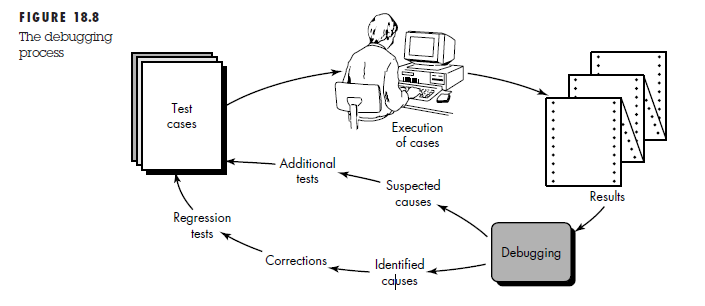 FIGURE 18.8
The debugging
process
Test
cases
Execution
of cases
Results
Debugging
Suspected
causes
Additional
tests
Identified
causes
Corrections
Regression
tests